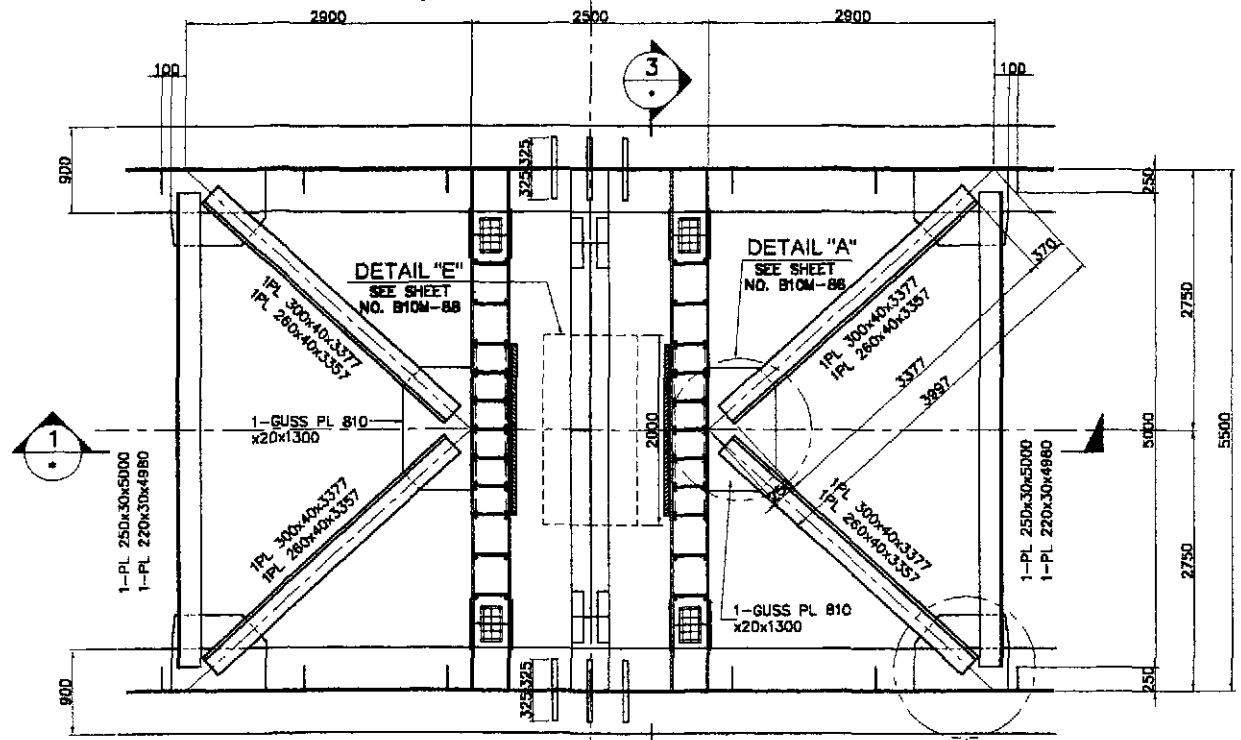 2900
2500
2900
100
3
*
100
900
325
325
250
DETAIL "E"
SEE SHEET
NO. B10M-88
DETAIL "A"
SEE SHEET
NO. B10M-86
370
1PL 300x40x3377
1PL 260x40x3357
1PL 300x40x3377
1PL 260x40x3357
2750
3377
3997
1
*
1-GUSS PL 810
x20x1300
2000
5000
5500
1PL 300x40x3377
1PL 260x40x3357
1PL 300x40x3377
1PL 260x40x3357
1-PL 250x30x5000
1-PL 220x30x4980
1-PL 250x30x5000
1-PL 220x30x4980
2750
1-GUSS PL 810
x20x1300
900
325
325
250